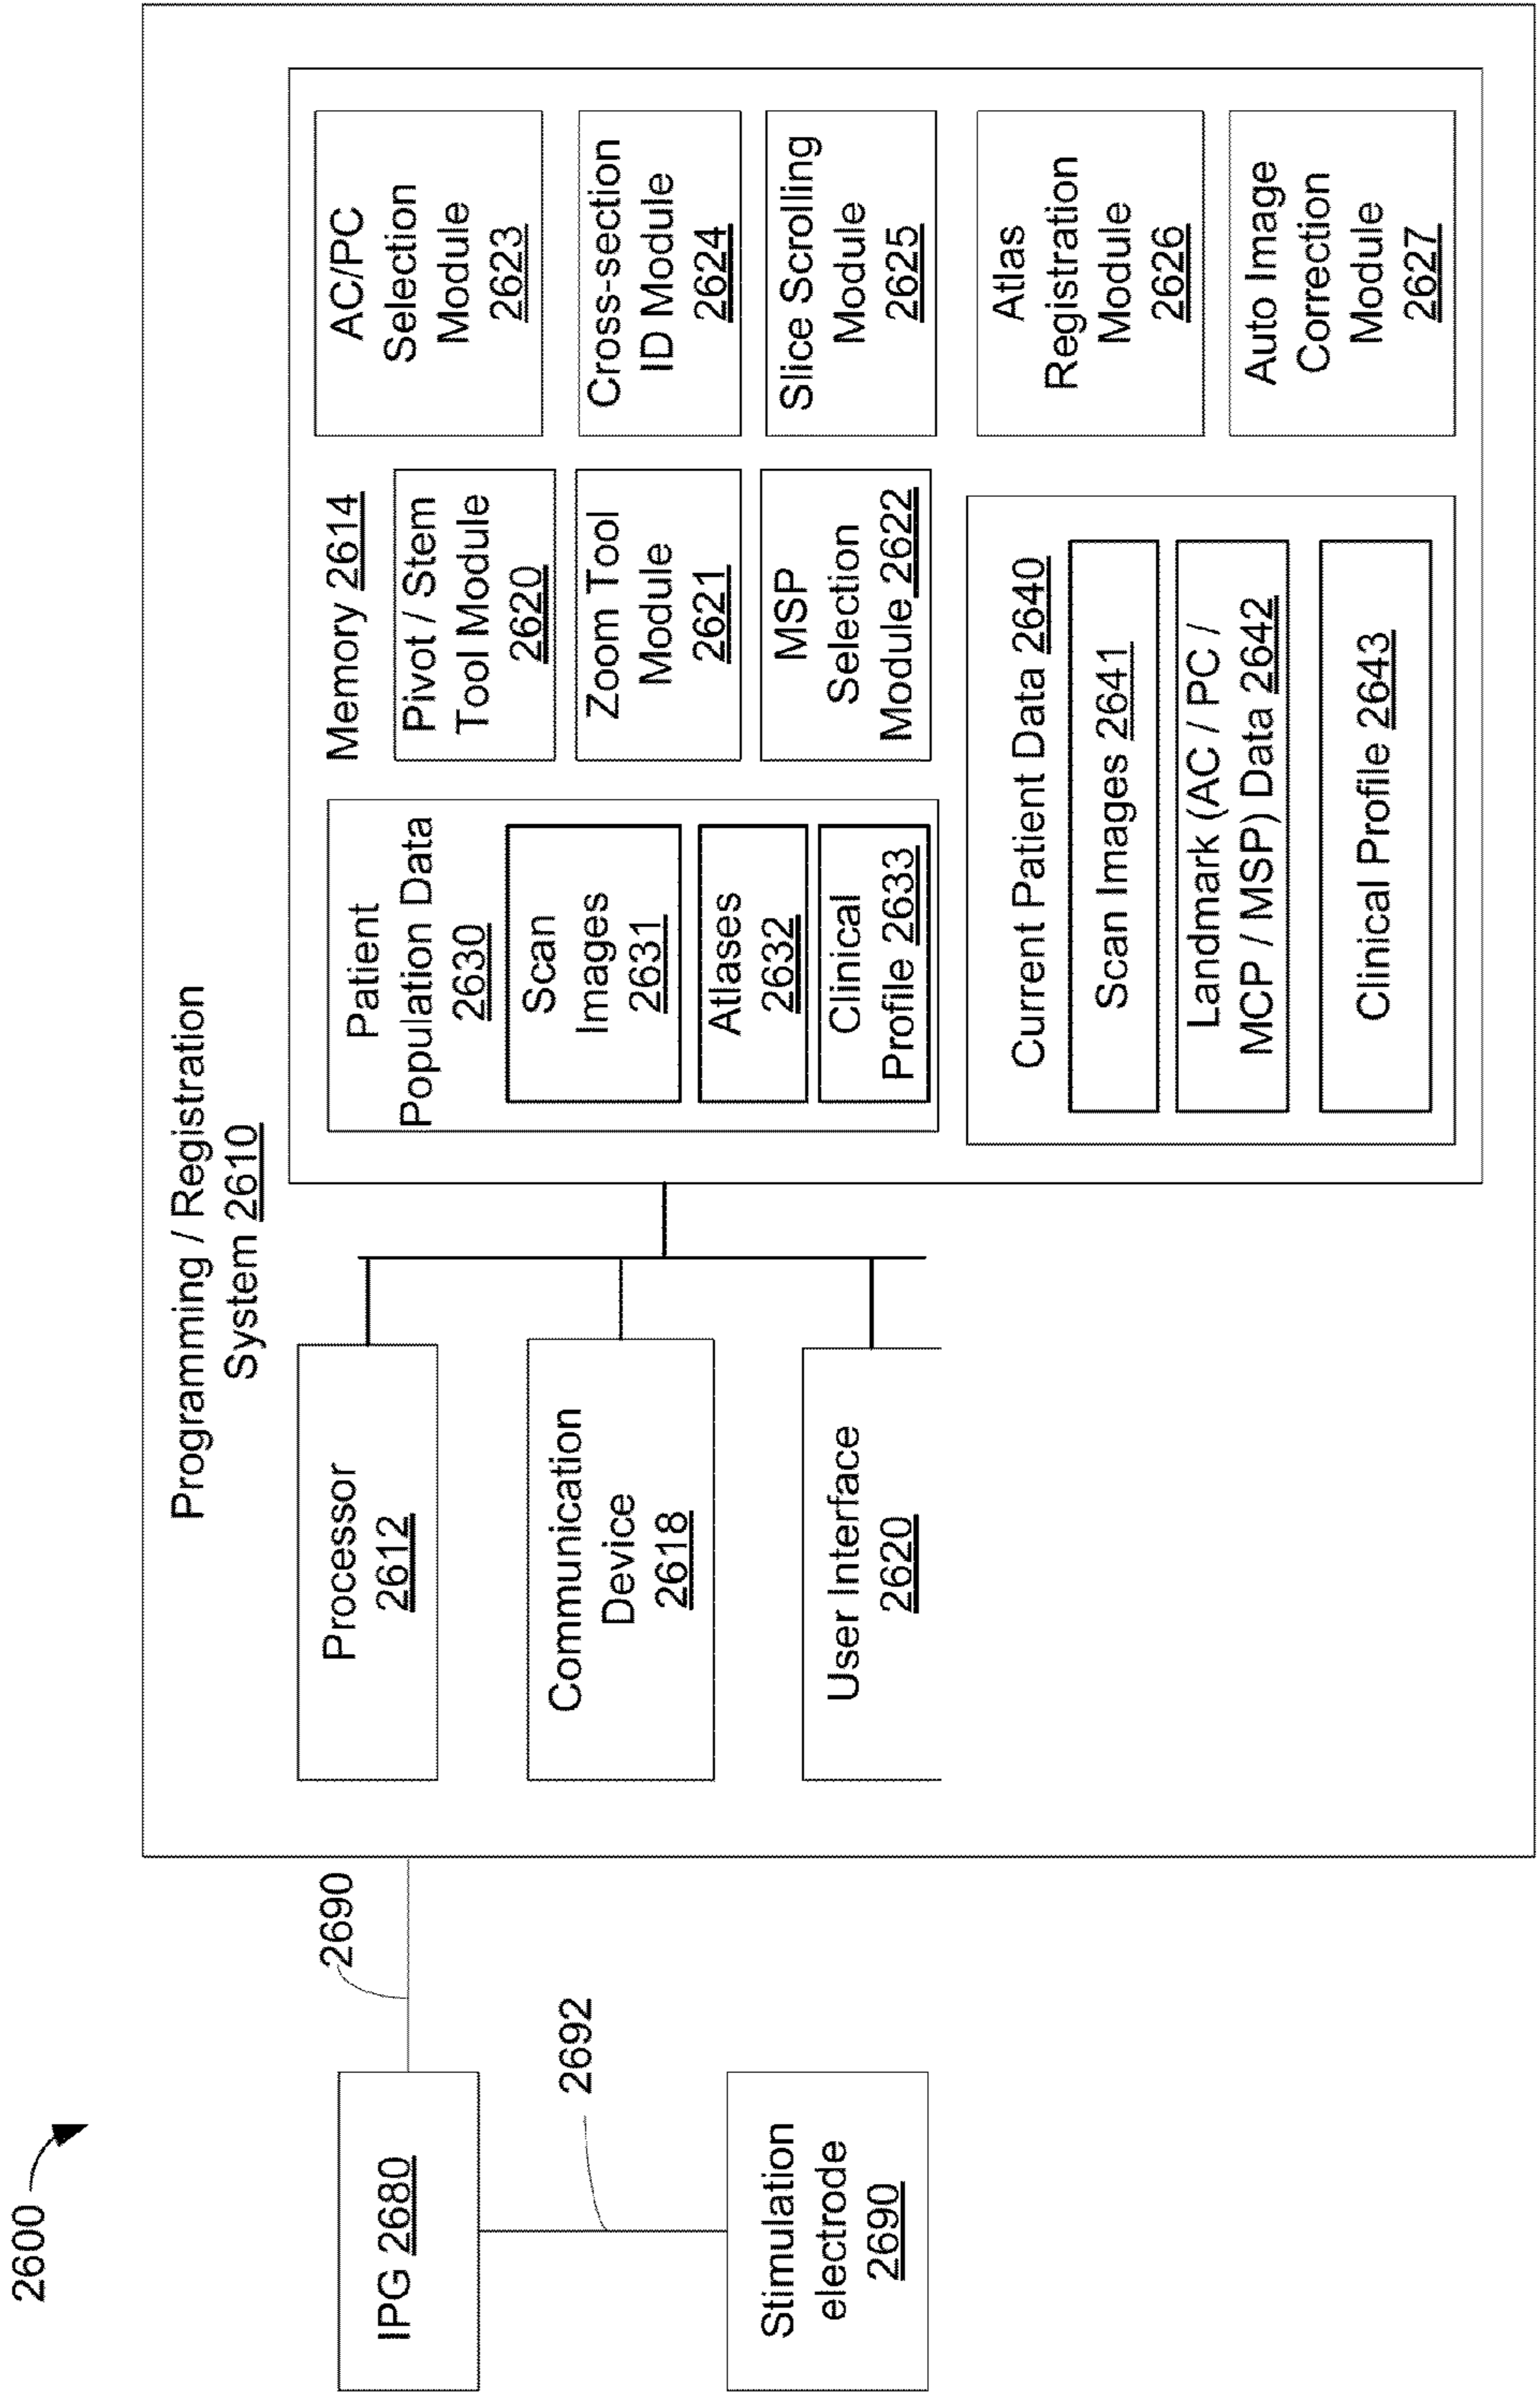 2600
IPG 2680
2690
2692
Stimulation
electrode
2690
Programming / Registration
System 2610
Processor
2612
Communication
Device
2618
User Interface
2620
Memory 2614
Patient
Population Data
2630
Scan
Images
2631
Atlases
2632
Clinical
Profile 2633
Pivot / Stem
Tool Module
2620
Zoom Tool
Module
2621
MSP
Selection
Module 2622
AC/PC
Selection
Module
2623
Cross-section
ID Module
2624
Slice Scrolling
Module
2625
Atlas
Registration
Module
2626
Auto Image
Correction
Module
2627
Current Patient Data 2640
Scan Images 2641
Landmark (AC / PC /
MCP / MSP) Data 2642
Clinical Profile 2643